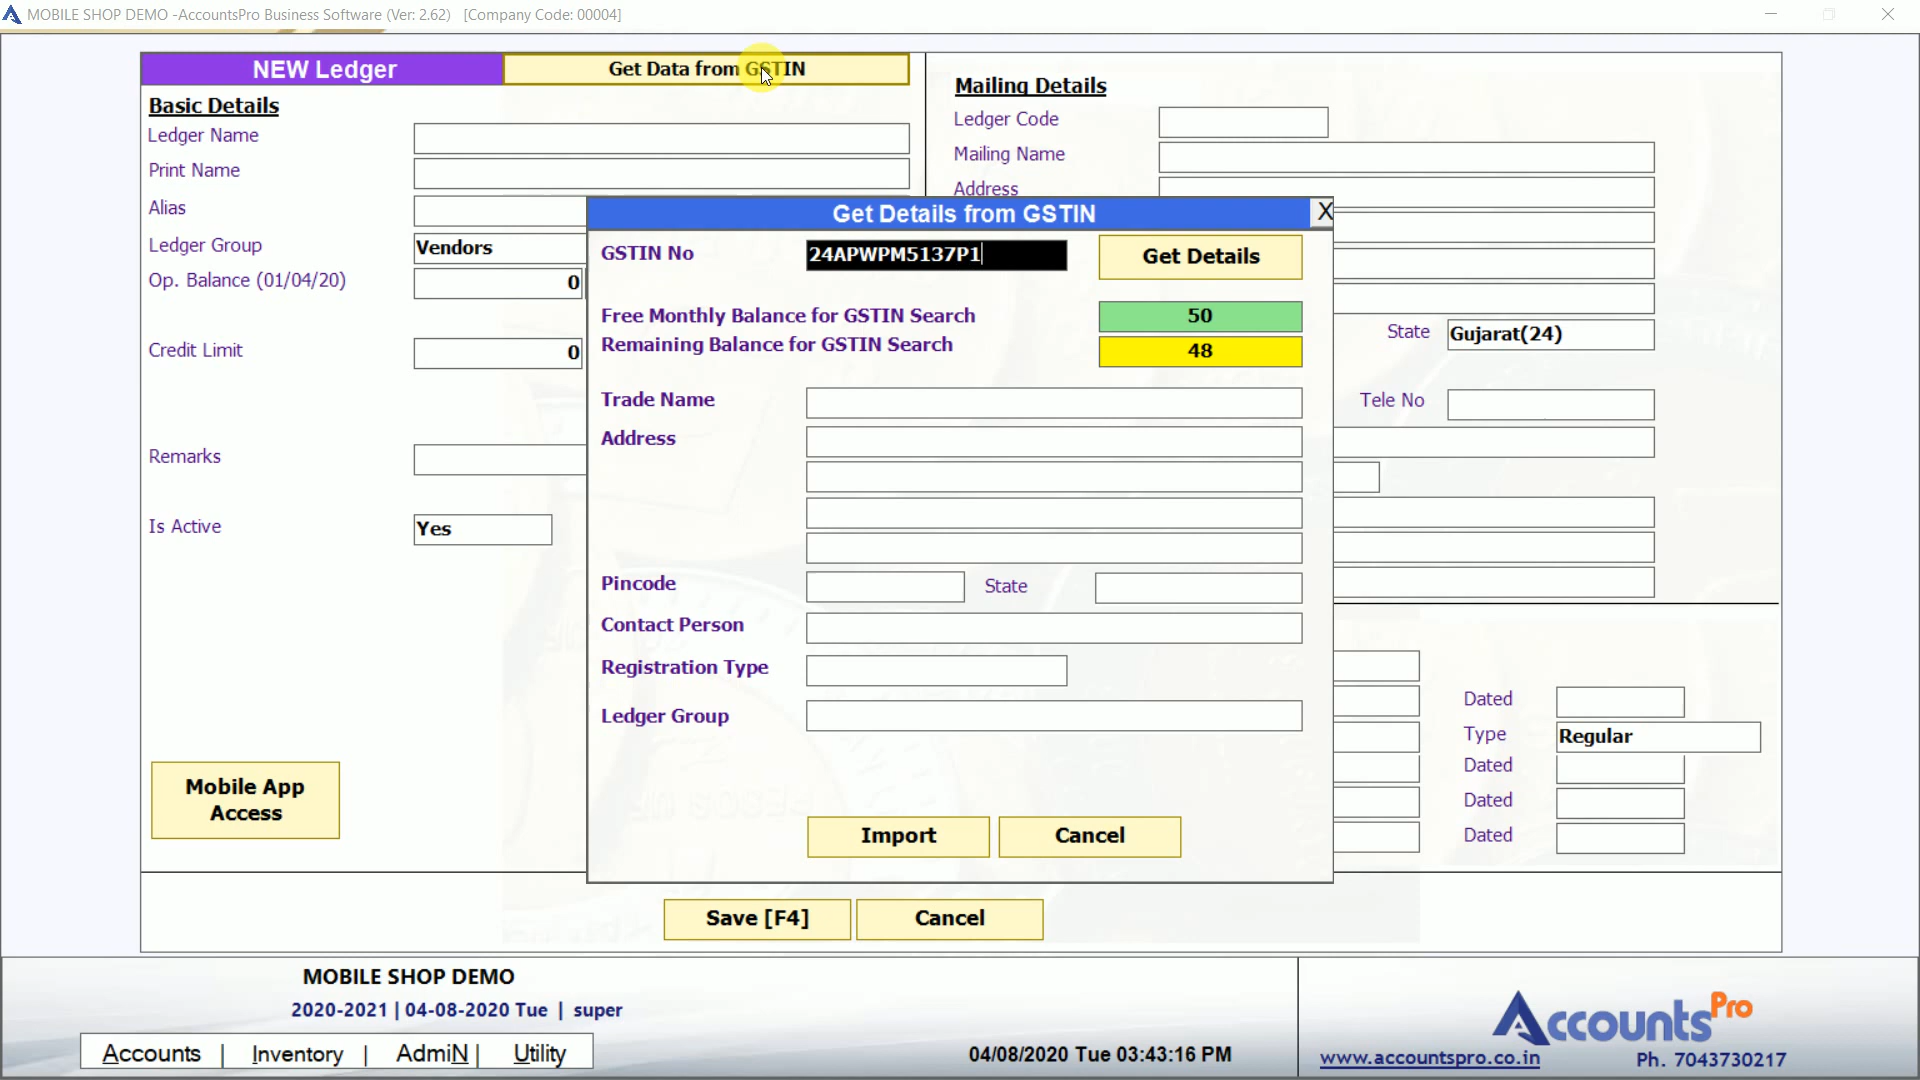 MOBILE SHOP DEMO -AccountsPro Business Software (Ver: 2.62) [Company Code: 00004]
NEW Ledger
Get Data from GSTIN
Basic Details
Ledger Name
Print Name
Alias
Ledger Group Vendors
Op. Balance (01/04/20) 0
Credit Limit 0
Remarks
Is Active Yes
Mobile App
Access
Mailing Details
Ledger Code
Mailing Name
Address
State Gujarat(24)
Tele No
Dated
Type Regular
Dated
Dated
Dated
Get Details from GSTIN X
GSTIN No 24APWPM5137P1 Get Details
Free Monthly Balance for GSTIN Search 50
Remaining Balance for GSTIN Search 48
Trade Name
Address
Pincode State
Contact Person
Registration Type
Ledger Group
Import Cancel
Save [F4] Cancel
MOBILE SHOP DEMO
2020-2021 | 04-08-2020 Tue | super
Accounts | Inventory | AdmiN | Utility
04/08/2020 Tue 03:43:16 PM
AccountsPro
www.accountspro.co.in Ph. 7043730217